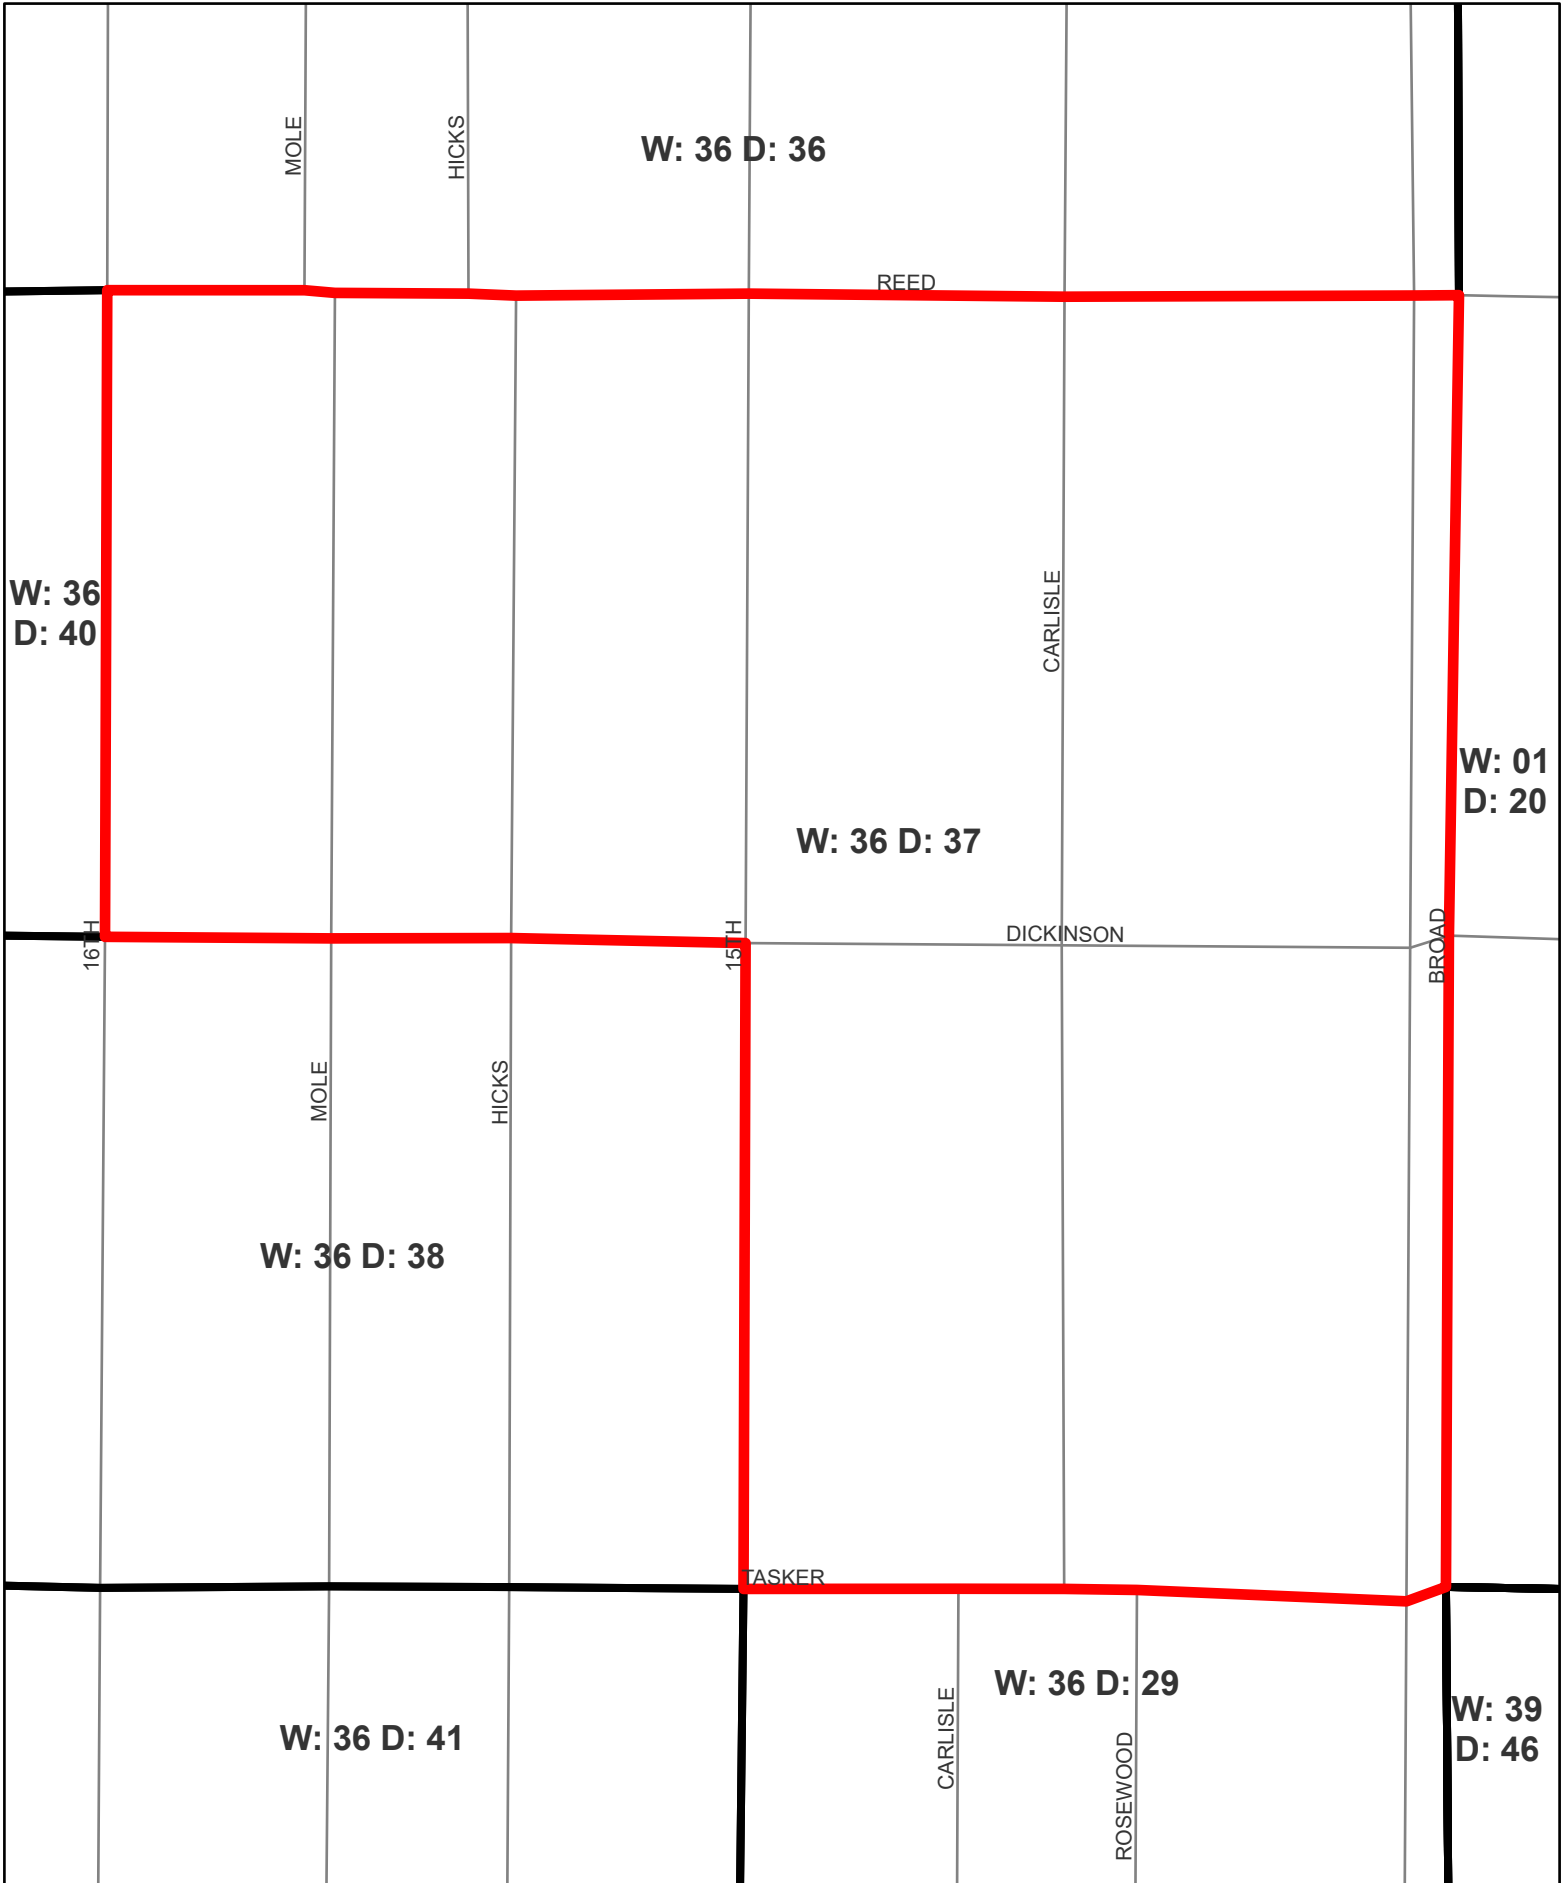 MOLE
HICKS
W: 36 D: 36
REED
W: 36
D: 40
CARLISLE
W: 01
D: 20
W: 36 D: 37
16TH
15TH
DICKINSON
BROAD
MOLE
HICKS
W: 36 D: 38
TASKER
W: 36 D: 29
CARLISLE
W: 39
D: 46
W: 36 D: 41
ROSEWOOD